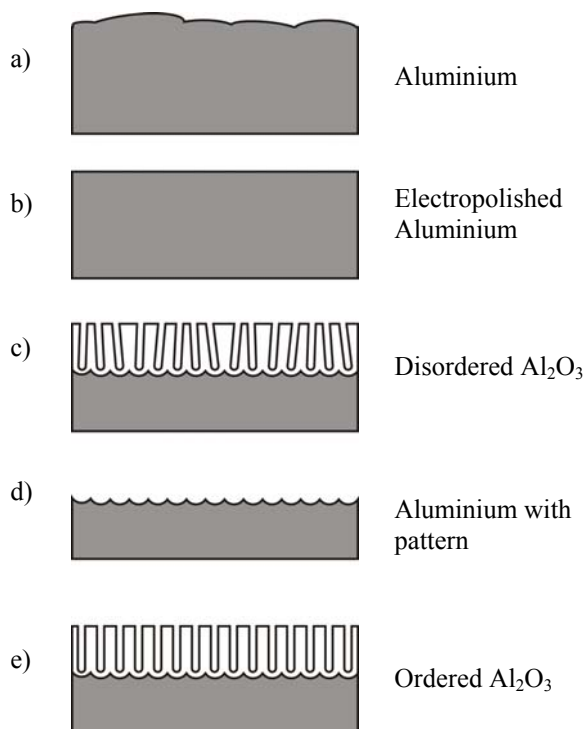 a)
Aluminium
b)
Electropolished
Aluminium
c)
Disordered Al₂O₃
d)
Aluminium with
pattern
e)
Ordered Al₂O₃